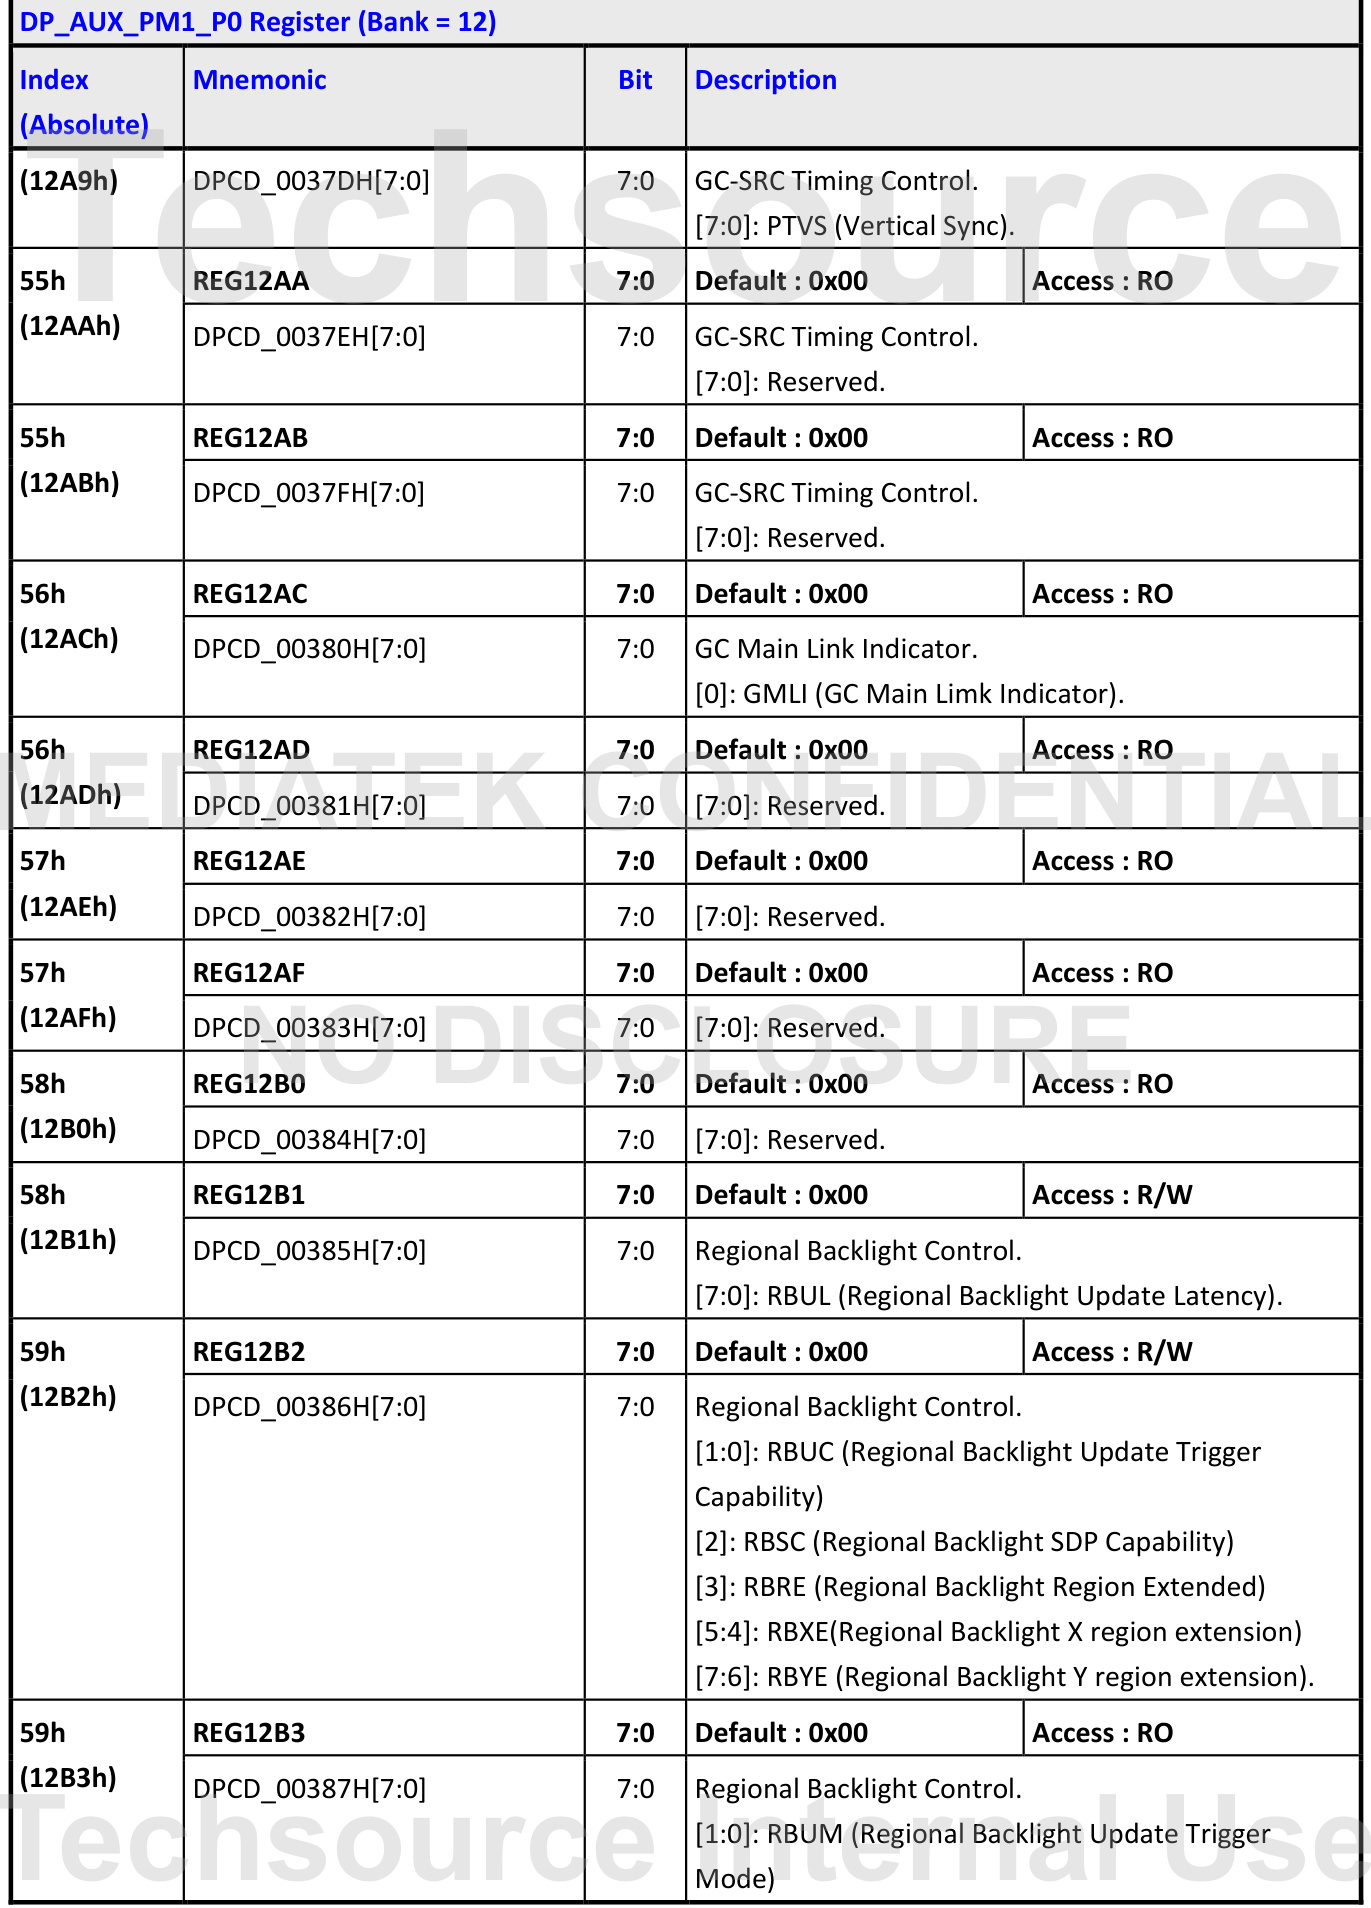 DP_AUX_PM1_P0 Register (Bank = 12)
Index (Absolute) Mnemonic Bit Description
(12A9h) DPCD_0037DH[7:0] 7:0 GC-SRC Timing Control.
[7:0]: PTVS (Vertical Sync).
55h REG12AA 7:0 Default : 0x00 Access : RO
(12AAh) DPCD_0037EH[7:0] 7:0 GC-SRC Timing Control.
[7:0]: Reserved.
55h REG12AB 7:0 Default : 0x00 Access : RO
(12ABh) DPCD_0037FH[7:0] 7:0 GC-SRC Timing Control.
[7:0]: Reserved.
56h REG12AC 7:0 Default : 0x00 Access : RO
(12ACh) DPCD_00380H[7:0] 7:0 GC Main Link Indicator.
[0]: GMLI (GC Main Limk Indicator).
56h REG12AD 7:0 Default : 0x00 Access : RO
(12ADh) DPCD_00381H[7:0] 7:0 [7:0]: Reserved.
57h REG12AE 7:0 Default : 0x00 Access : RO
(12AEh) DPCD_00382H[7:0] 7:0 [7:0]: Reserved.
57h REG12AF 7:0 Default : 0x00 Access : RO
(12AFh) DPCD_00383H[7:0] 7:0 [7:0]: Reserved.
58h REG12B0 7:0 Default : 0x00 Access : RO
(12B0h) DPCD_00384H[7:0] 7:0 [7:0]: Reserved.
58h REG12B1 7:0 Default : 0x00 Access : R/W
(12B1h) DPCD_00385H[7:0] 7:0 Regional Backlight Control.
[7:0]: RBUL (Regional Backlight Update Latency).
59h REG12B2 7:0 Default : 0x00 Access : R/W
(12B2h) DPCD_00386H[7:0] 7:0 Regional Backlight Control.
[1:0]: RBUC (Regional Backlight Update Trigger
Capability)
[2]: RBSC (Regional Backlight SDP Capability)
[3]: RBRE (Regional Backlight Region Extended)
[5:4]: RBXE(Regional Backlight X region extension)
[7:6]: RBYE (Regional Backlight Y region extension).
59h REG12B3 7:0 Default : 0x00 Access : RO
(12B3h) DPCD_00387H[7:0] 7:0 Regional Backlight Control.
[1:0]: RBUM (Regional Backlight Update Trigger
Mode)
Techsource
MEDIATEK CONFIDENTIAL
NO DISCLOSURE
Techsource Internal Use